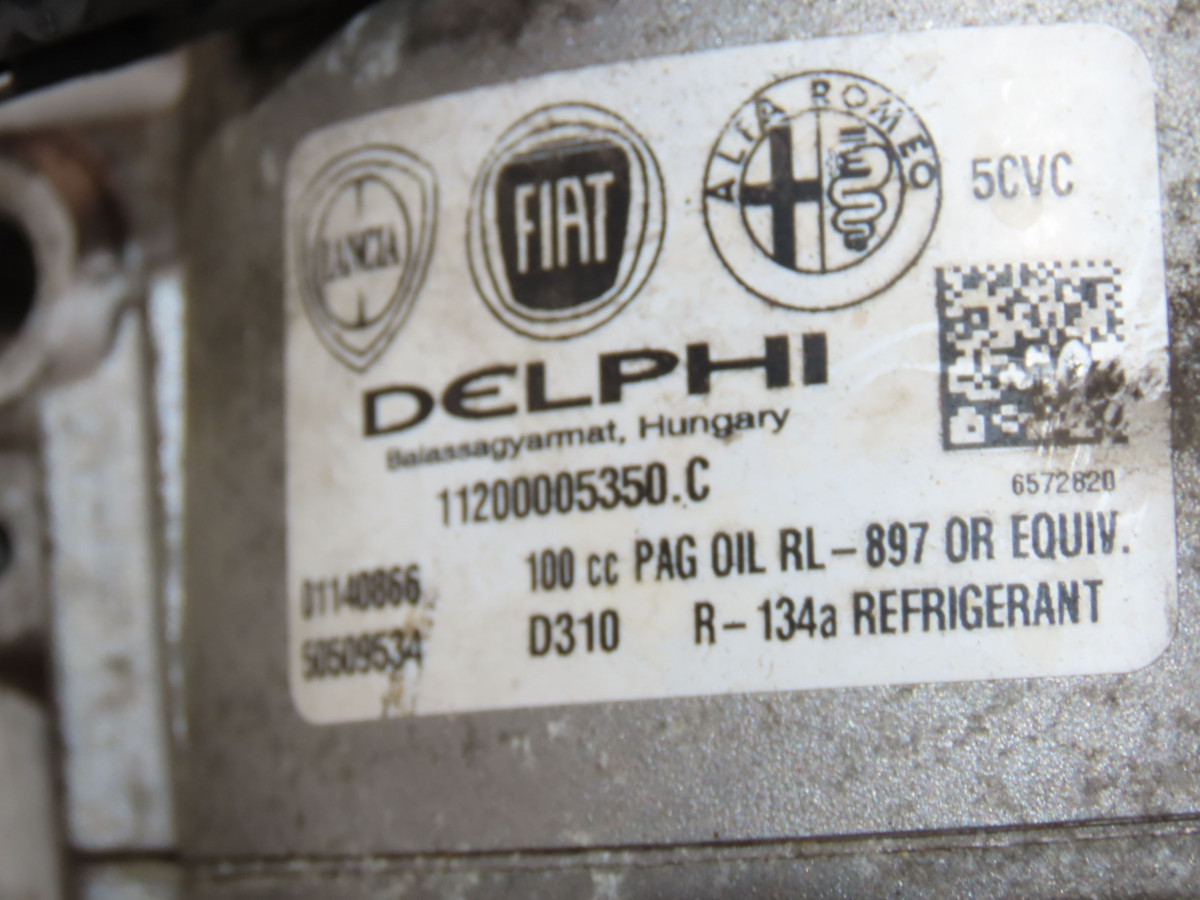 LANCIA
FIAT
ALFA ROMEO
5CVC
DELPHI
Balassagyarmat, Hungary
11200005350.C
6572820
100 cc PAG OIL RL-897 OR EQUIV.
01140866
D310 R-134a REFRIGERANT
50509534